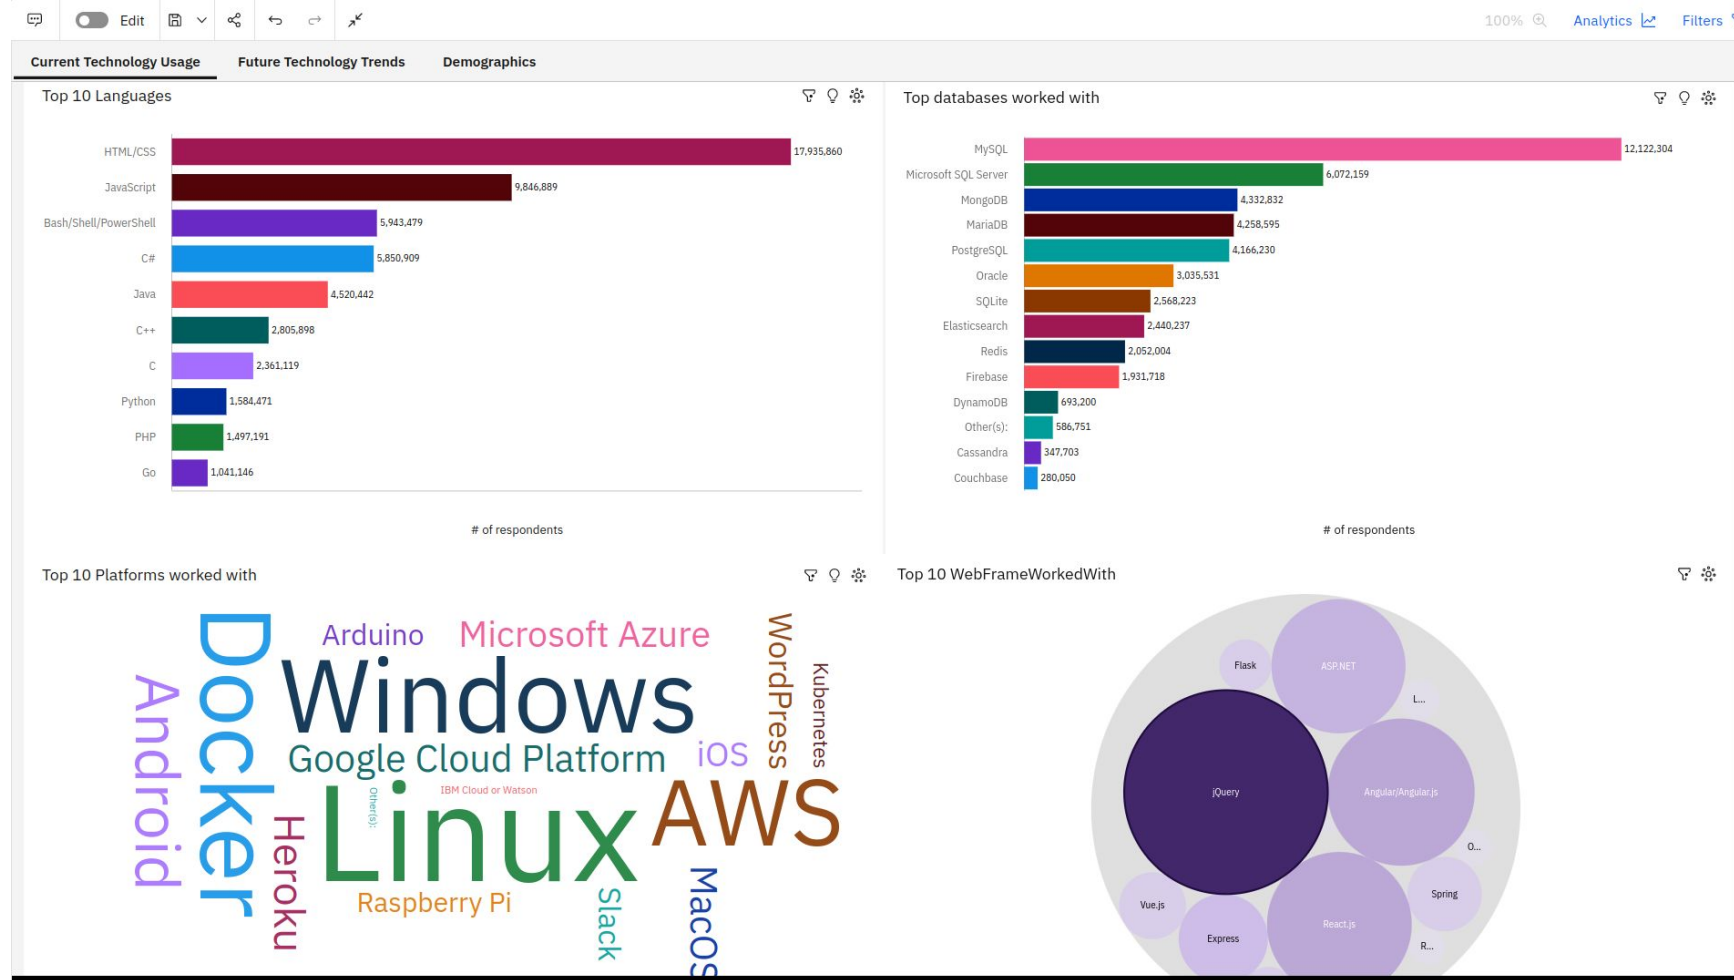 Edit
100%
Analytics
Filters
Current Technology Usage
Future Technology Trends
Demographics
Top 10 Languages
HTML/CSS 17,935,860
JavaScript 9,846,889
Bash/Shell/PowerShell 5,943,479
C# 5,850,909
Java 4,520,442
C++ 2,805,898
C 2,361,119
Python 1,584,471
PHP 1,497,191
Go 1,041,146
# of respondents
Top databases worked with
MySQL 12,122,304
Microsoft SQL Server 6,072,159
MongoDB 4,332,832
MariaDB 4,258,595
PostgreSQL 4,166,230
Oracle 3,035,531
SQLite 2,568,223
Elasticsearch 2,440,237
Redis 2,052,004
Firebase 1,931,718
DynamoDB 693,200
Other(s): 586,751
Cassandra 347,703
Couchbase 280,050
# of respondents
Top 10 Platforms worked with
Docker
Arduino
Microsoft Azure
WordPress
Kubernetes
Android
Windows
Google Cloud Platform
iOS
Other(s):
IBM Cloud or Watson
Linux
AWS
Heroku
Raspberry Pi
Slack
MacOS
Top 10 WebFrameWorkedWith
Flask
ASP.NET
L...
jQuery
Angular/Angular.js
O...
Spring
Vue.js
React.js
Express
R...